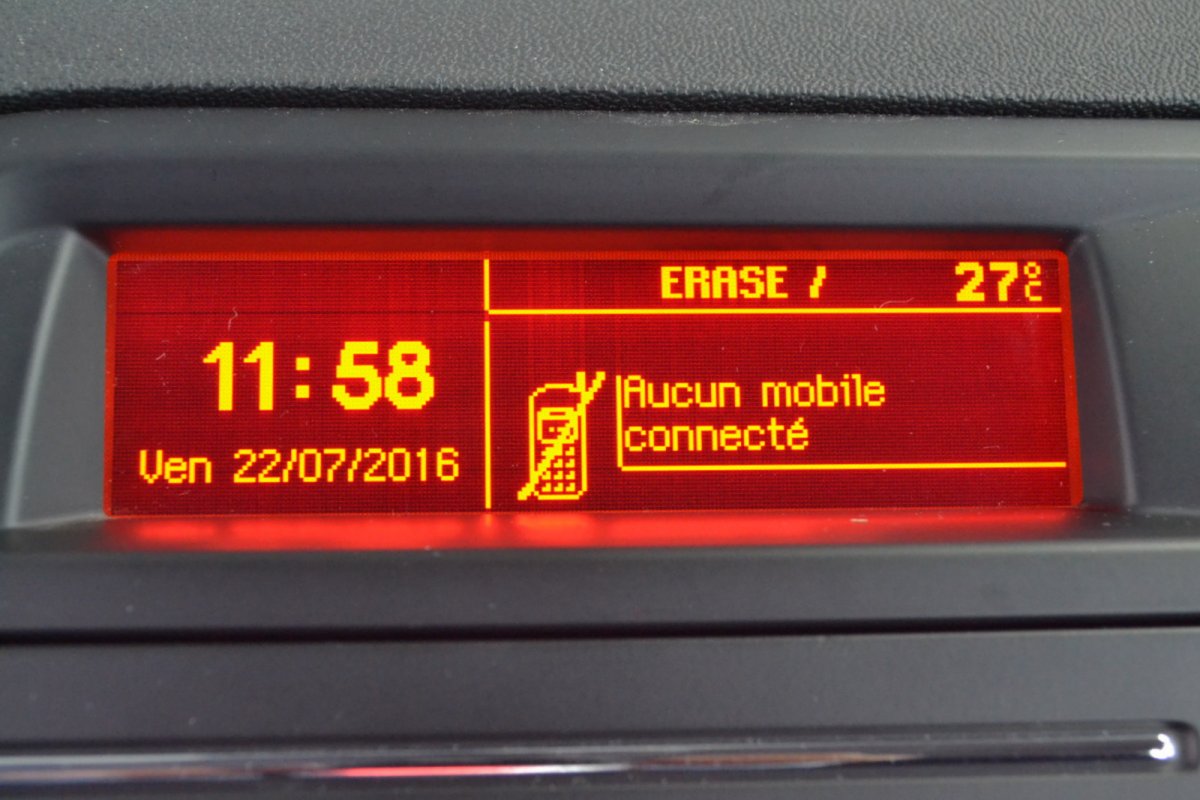 ERASE / 27°C
11:58
Aucun mobile
connecté
Ven 22/07/2016